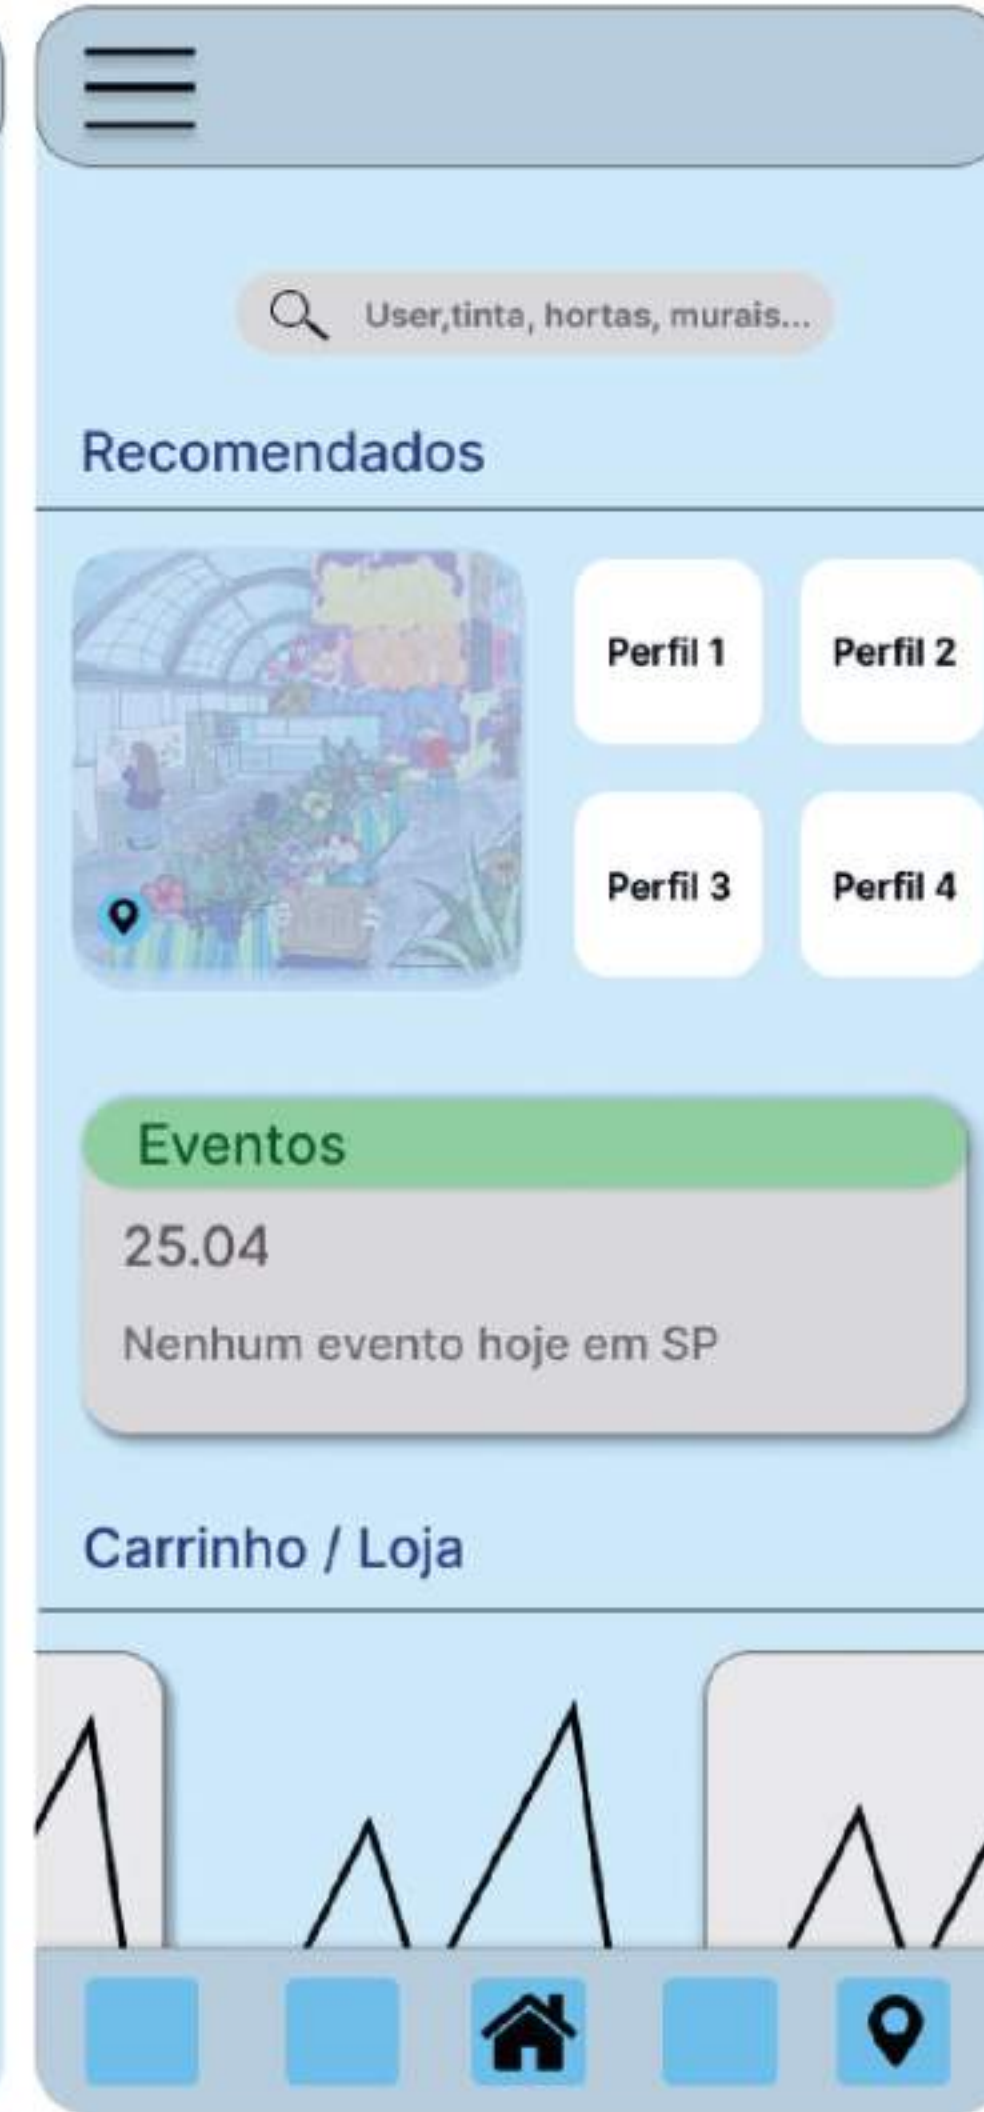 User,tinta, hortas, murais...
Recomendados
Perfil 1
Perfil 2
Perfil 3
Perfil 4
Eventos
25.04
Nenhum evento hoje em SP
Carrinho / Loja